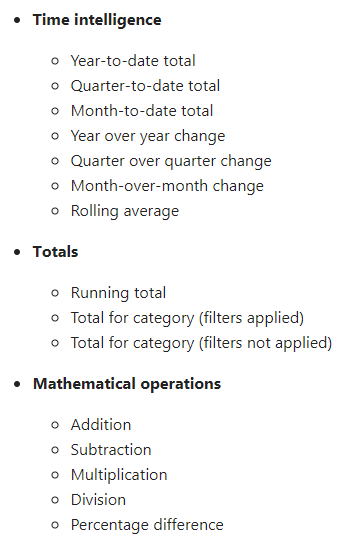 Time intelligence
Year-to-date total
Quarter-to-date total
Month-to-date total
Year over year change
Quarter over quarter change
Month-over-month change
Rolling average
Totals
Running total
Total for category (filters applied)
Total for category (filters not applied)
Mathematical operations
Addition
Subtraction
Multiplication
Division
Percentage difference